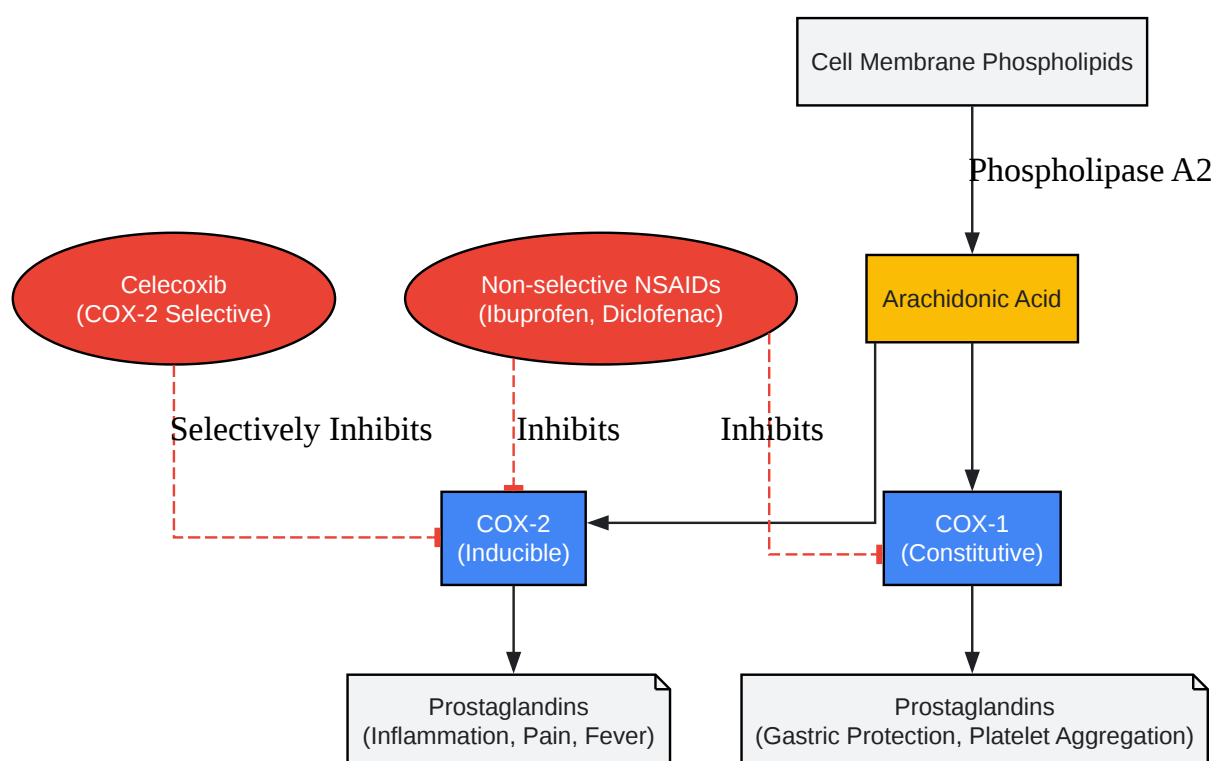 Cell Membrane Phospholipids
Phospholipase A2
Celecoxib
(COX-2 Selective)
Non-selective NSAIDs
(Ibuprofen, Diclofenac)
Arachidonic Acid
Selectively Inhibits
Inhibits
Inhibits
COX-2
(Inducible)
COX-1
(Constitutive)
Prostaglandins
(Inflammation, Pain, Fever)
Prostaglandins
(Gastric Protection, Platelet Aggregation)